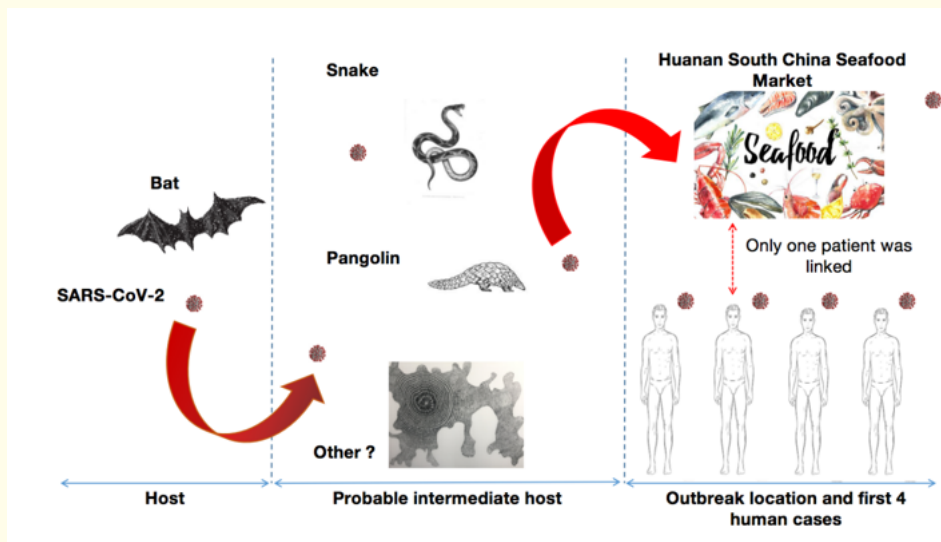 Bat
SARS-CoV-2
Host
Snake
Pangolin
Other ?
Probable intermediate host
Huanan South China Seafood
Market
Seafood
Only one patient was
linked
Outbreak location and first 4
human cases